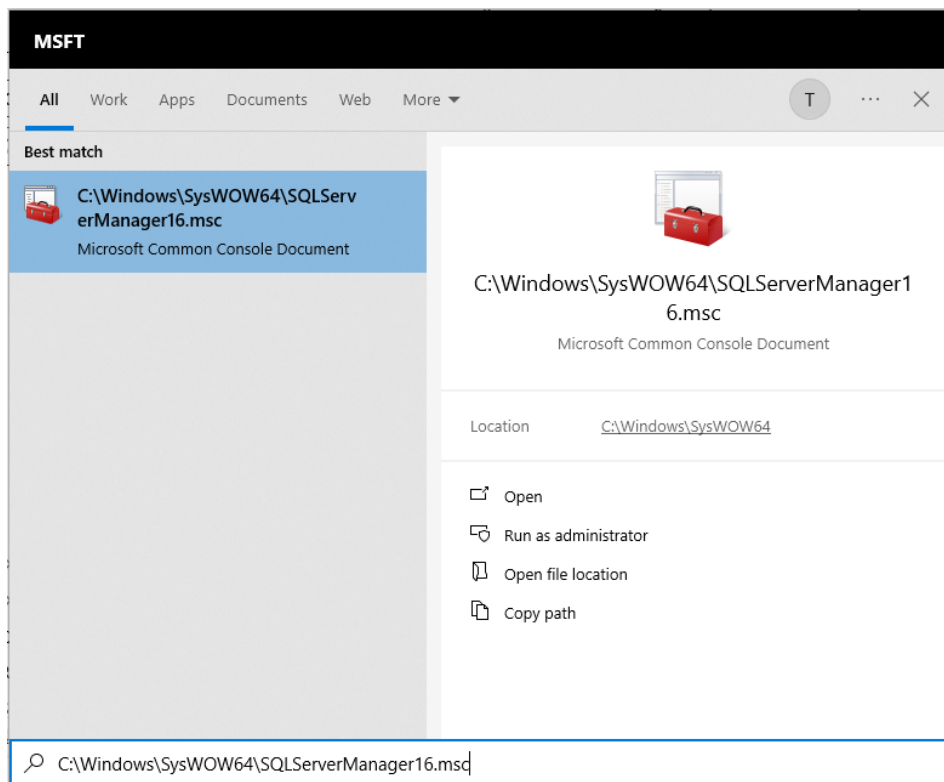 MSFT
All Work Apps Documents Web More
T
Best match
C:\Windows\SysWOW64\SQLServ
erManager16.msc
Microsoft Common Console Document
C:\Windows\SysWOW64\SQLServerManager1
6.msc
Microsoft Common Console Document
Location C:\Windows\SysWOW64
Open
Run as administrator
Open file location
Copy path
C:\Windows\SysWOW64\SQLServerManager16.msc